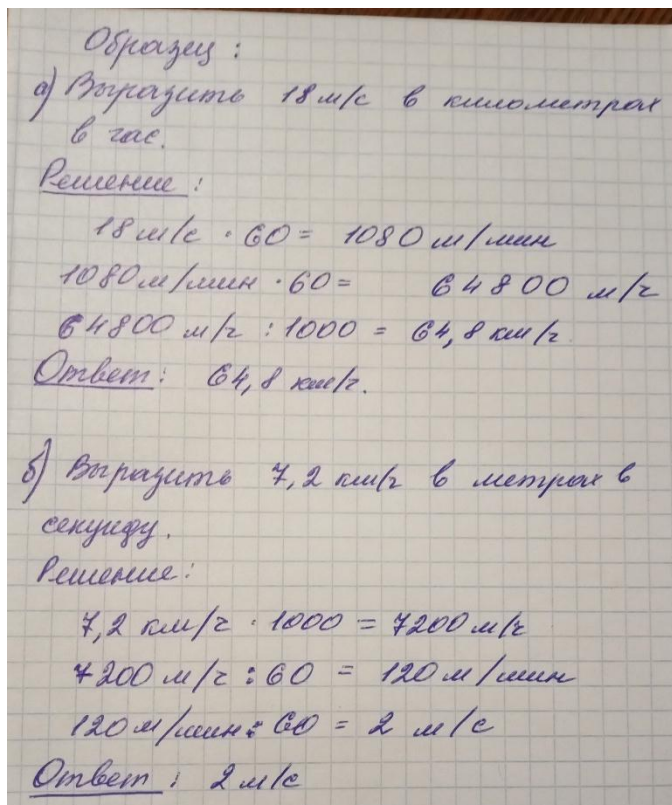 Образец:
а) Выразить 18 м/с в километрах
в час.
Решение:
18 м/с · 60 = 1080 м/мин
1080 м/мин · 60 = 64800 м/ч
64800 м/ч : 1000 = 64,8 км/ч
Ответ: 64,8 км/ч.
б) Выразить 7,2 км/ч в метрах в
секунду.
Решение:
7,2 км/ч · 1000 = 7200 м/ч
7200 м/ч : 60 = 120 м/мин
120 м/мин : 60 = 2 м/с
Ответ: 2 м/с